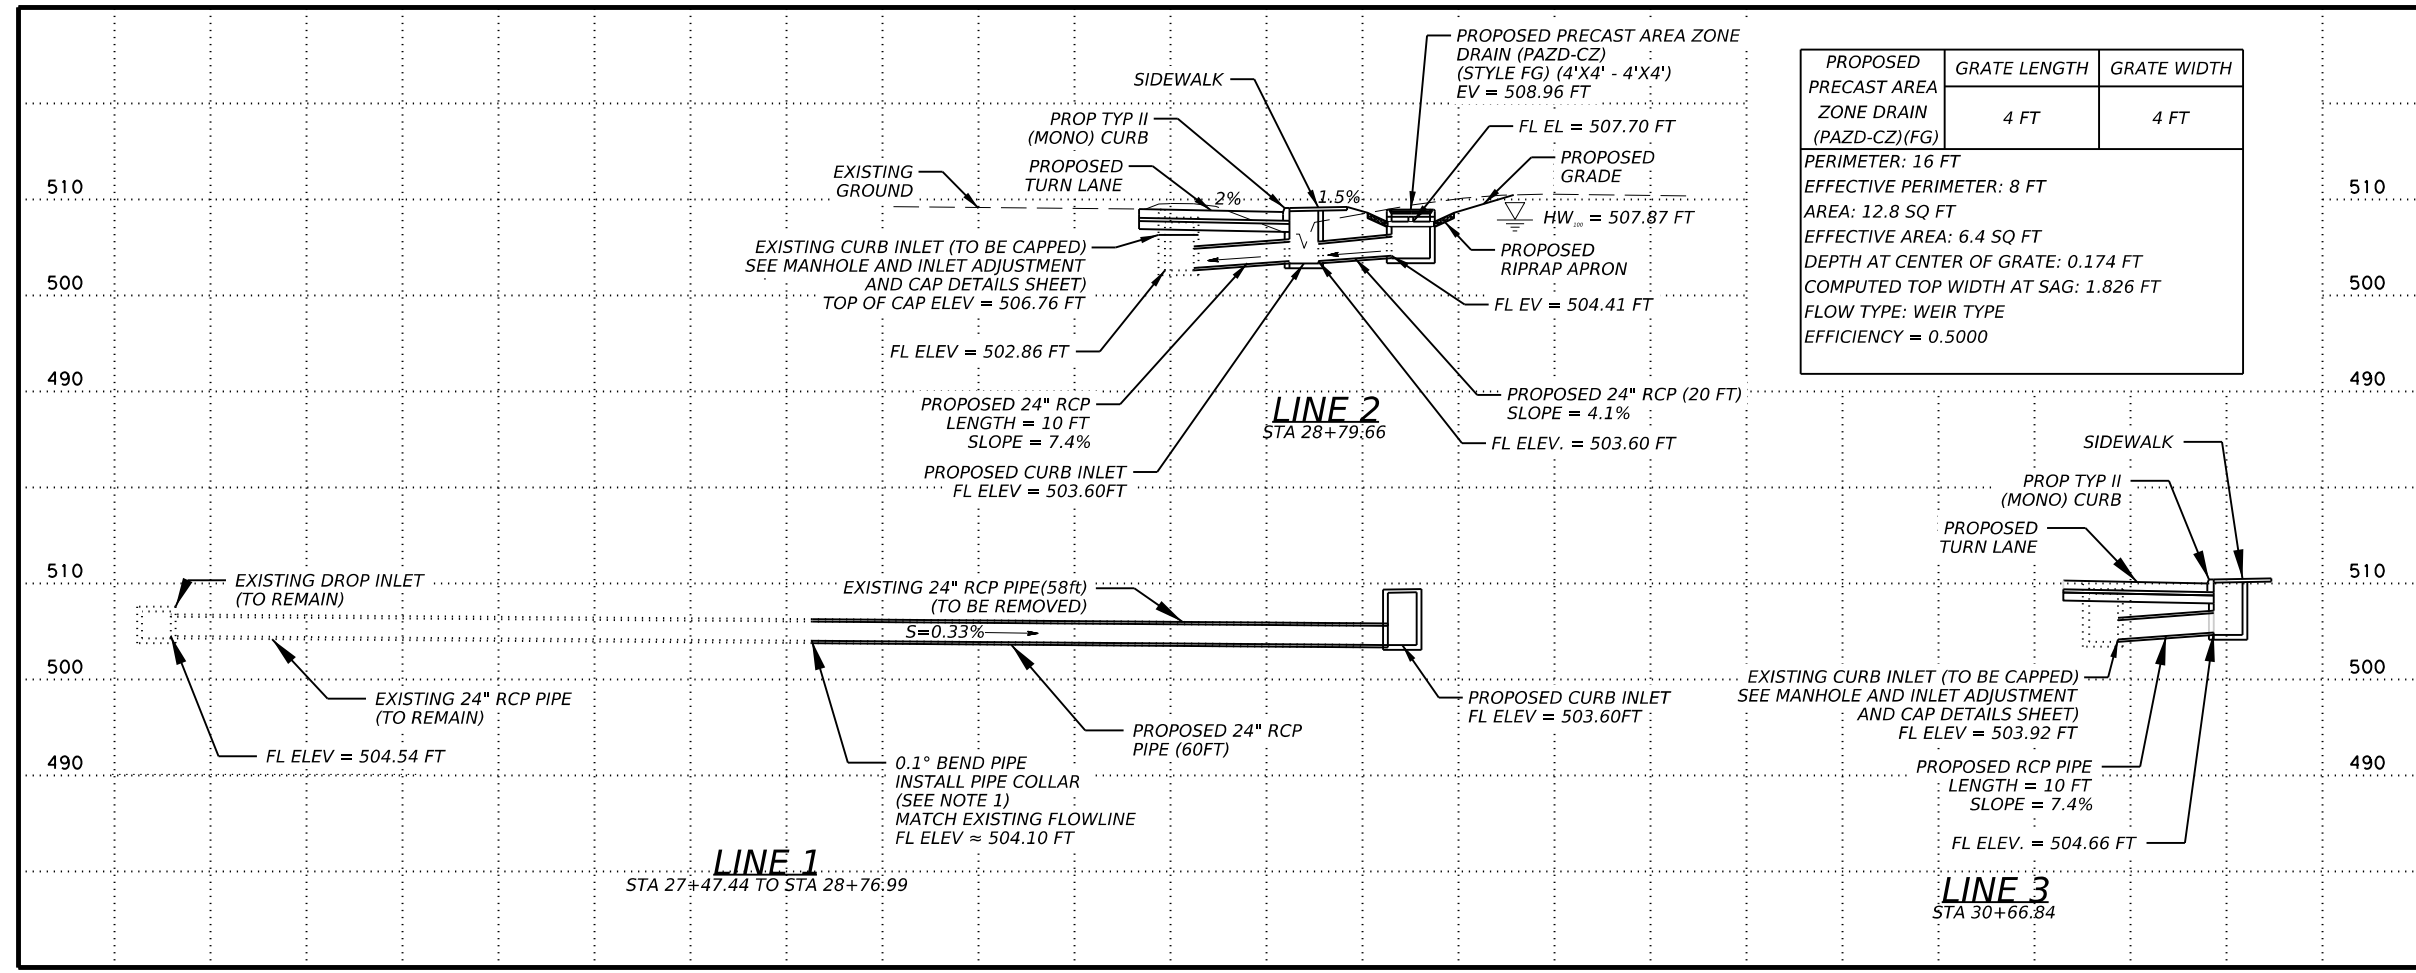 PROPOSED PRECAST AREA ZONE
DRAIN (PAZD-CZ)
(STYLE FG) (4'X4' - 4'X4')
EV = 508.96 FT
SIDEWALK
PROP TYP II
(MONO) CURB
FL EL = 507.70 FT
EXISTING
GROUND
PROPOSED
TURN LANE
PROPOSED
GRADE
510
2%
1.5%
510
HW₁₀₀ = 507.87 FT
EXISTING CURB INLET (TO BE CAPPED)
SEE MANHOLE AND INLET ADJUSTMENT
AND CAP DETAILS SHEET)
TOP OF CAP ELEV = 506.76 FT
PROPOSED
RIPRAP APRON
500
500
FL EV = 504.41 FT
FL ELEV = 502.86 FT
490
490
PROPOSED 24" RCP
LENGTH = 10 FT
SLOPE = 7.4%
LINE 2
STA 28+79.66
PROPOSED 24" RCP (20 FT)
SLOPE = 4.1%
FL ELEV. = 503.60 FT
PROPOSED CURB INLET
FL ELEV = 503.60FT
PROPOSED
PRECAST AREA
ZONE DRAIN
(PAZD-CZ)(FG)
GRATE LENGTH
GRATE WIDTH
4 FT
4 FT
PERIMETER: 16 FT
EFFECTIVE PERIMETER: 8 FT
AREA: 12.8 SQ FT
EFFECTIVE AREA: 6.4 SQ FT
DEPTH AT CENTER OF GRATE: 0.174 FT
COMPUTED TOP WIDTH AT SAG: 1.826 FT
FLOW TYPE: WEIR TYPE
EFFICIENCY = 0.5000
510
EXISTING DROP INLET
(TO REMAIN)
EXISTING 24" RCP PIPE(58ft)
(TO BE REMOVED)
S=0.33%
500
EXISTING 24" RCP PIPE
(TO REMAIN)
PROPOSED CURB INLET
FL ELEV = 503.60FT
PROPOSED 24" RCP
PIPE (60FT)
FL ELEV = 504.54 FT
490
0.1° BEND PIPE
INSTALL PIPE COLLAR
(SEE NOTE 1)
MATCH EXISTING FLOWLINE
FL ELEV ≈ 504.10 FT
LINE 1
STA 27+47.44 TO STA 28+76.99
SIDEWALK
PROP TYP II
(MONO) CURB
PROPOSED
TURN LANE
510
500
EXISTING CURB INLET (TO BE CAPPED)
SEE MANHOLE AND INLET ADJUSTMENT
AND CAP DETAILS SHEET)
FL ELEV = 503.92 FT
490
PROPOSED RCP PIPE
LENGTH = 10 FT
SLOPE = 7.4%
FL ELEV. = 504.66 FT
LINE 3
STA 30+66.84